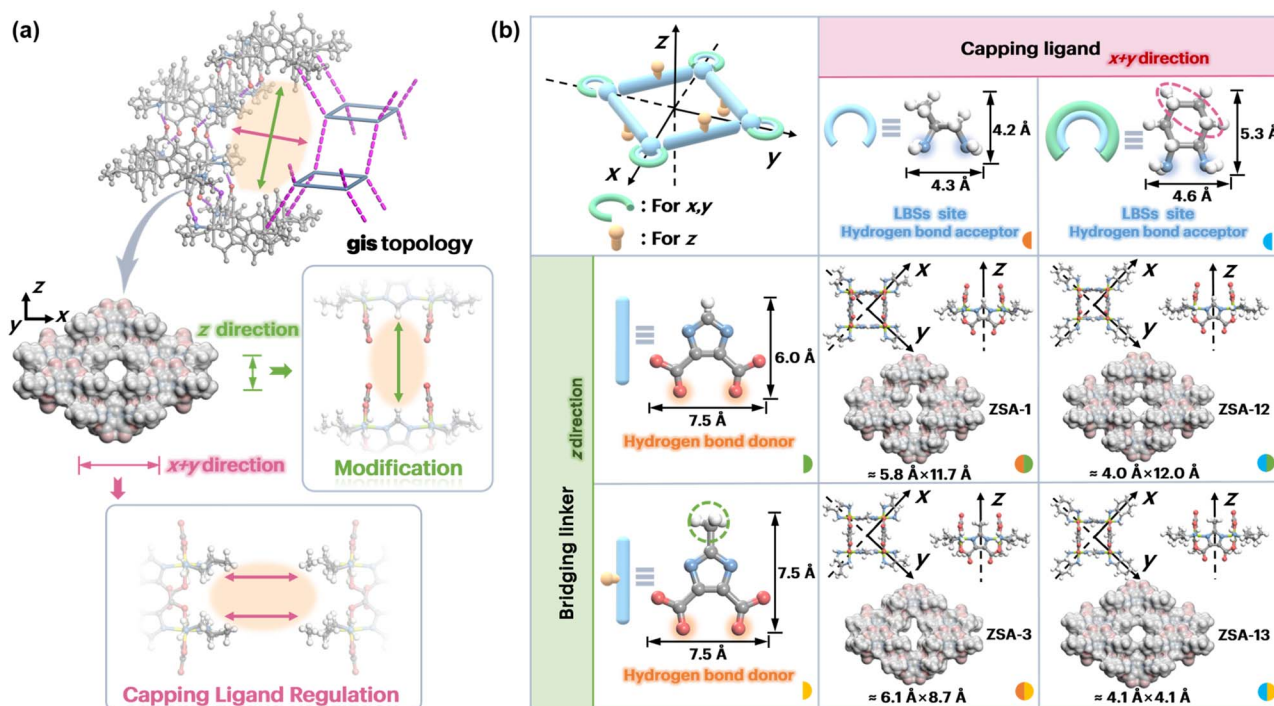 (a)
gis topology
z
y
x
z direction
x+y direction
Modification
Capping Ligand Regulation
(b)
z
y
x
: For x,y
: For z
Capping ligand x+y direction
4.2 Å
4.3 Å
LBSs site
Hydrogen bond acceptor
5.3 Å
4.6 Å
LBSs site
Hydrogen bond acceptor
z direction
Bridging linker
6.0 Å
7.5 Å
Hydrogen bond donor
x
y
z
ZSA-1
≈ 5.8 Å×11.7 Å
x
y
z
ZSA-12
≈ 4.0 Å×12.0 Å
7.5 Å
7.5 Å
Hydrogen bond donor
x
y
z
ZSA-3
≈ 6.1 Å×8.7 Å
x
y
z
ZSA-13
≈ 4.1 Å×4.1 Å